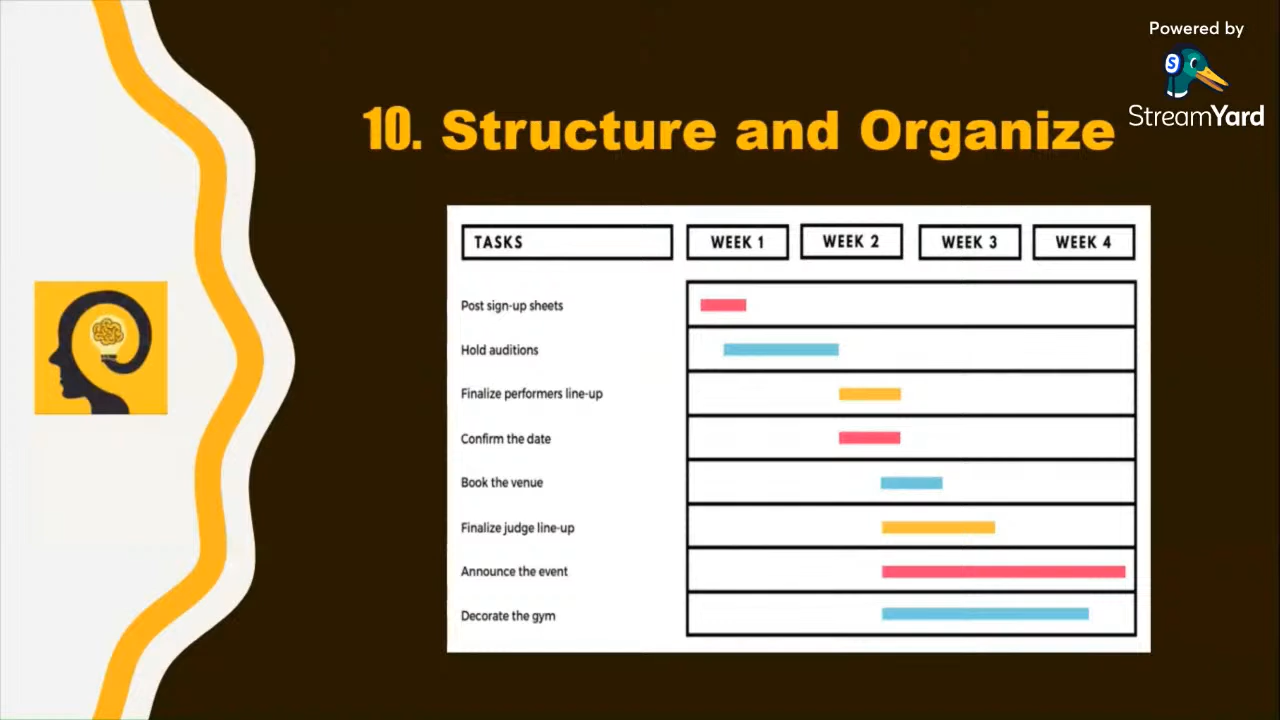 Powered by
StreamYard
10. Structure and Organize
TASKS WEEK 1 WEEK 2 WEEK 3 WEEK 4
Post sign-up sheets
Hold auditions
Finalize performers line-up
Confirm the date
Book the venue
Finalize judge line-up
Announce the event
Decorate the gym